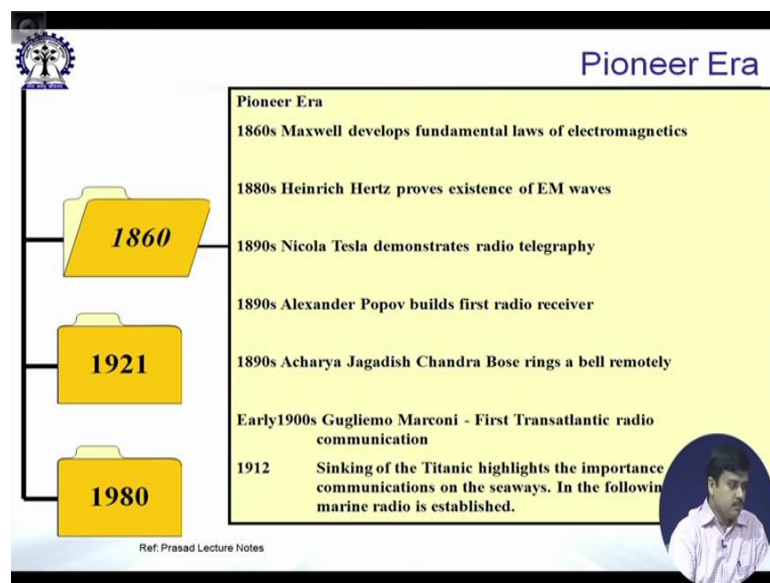 Pioneer Era
Pioneer Era
1860s Maxwell develops fundamental laws of electromagnetics
1880s Heinrich Hertz proves existence of EM waves
1860
1890s Nicola Tesla demonstrates radio telegraphy
1890s Alexander Popov builds first radio receiver
1921
1890s Acharya Jagadish Chandra Bose rings a bell remotely
Early1900s Gugliemo Marconi - First Transatlantic radio
communication
1980
1912 Sinking of the Titanic highlights the importance
communications on the seaways. In the
marine radio is established.
Ref: Prasad Lecture Notes